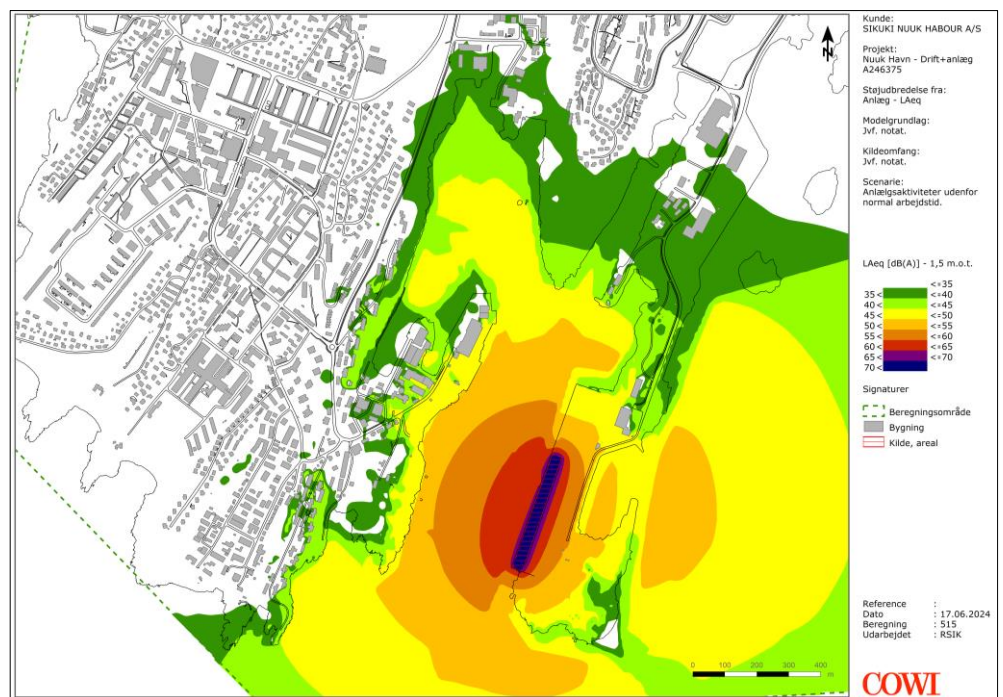 Kunde:
SIKUKI NUUK HABOUR A/S
Projekt:
Nuuk Havn - Drift+anlæg
A246375
Støjudbredelse fra:
Anlæg - LAeq
Modelgrundlag:
Jvf. notat.
Kildeomfang:
Jvf. notat.
Scenarie:
Anlægsaktiviteter udenfor
normal arbejdstid.
LAeq [dB(A)] - 1,5 m.o.t.
<=35
35 < <=40
40 < <=45
45 < <=50
50 < <=55
55 < <=60
60 < <=65
65 < <=70
70 <
Signaturer
Beregningsområde
Bygning
Kilde, areal
Reference :
Dato : 17.06.2024
Beregning : 515
Udarbejdet : RSIK
0 100 200 300 400
m
COWI
N